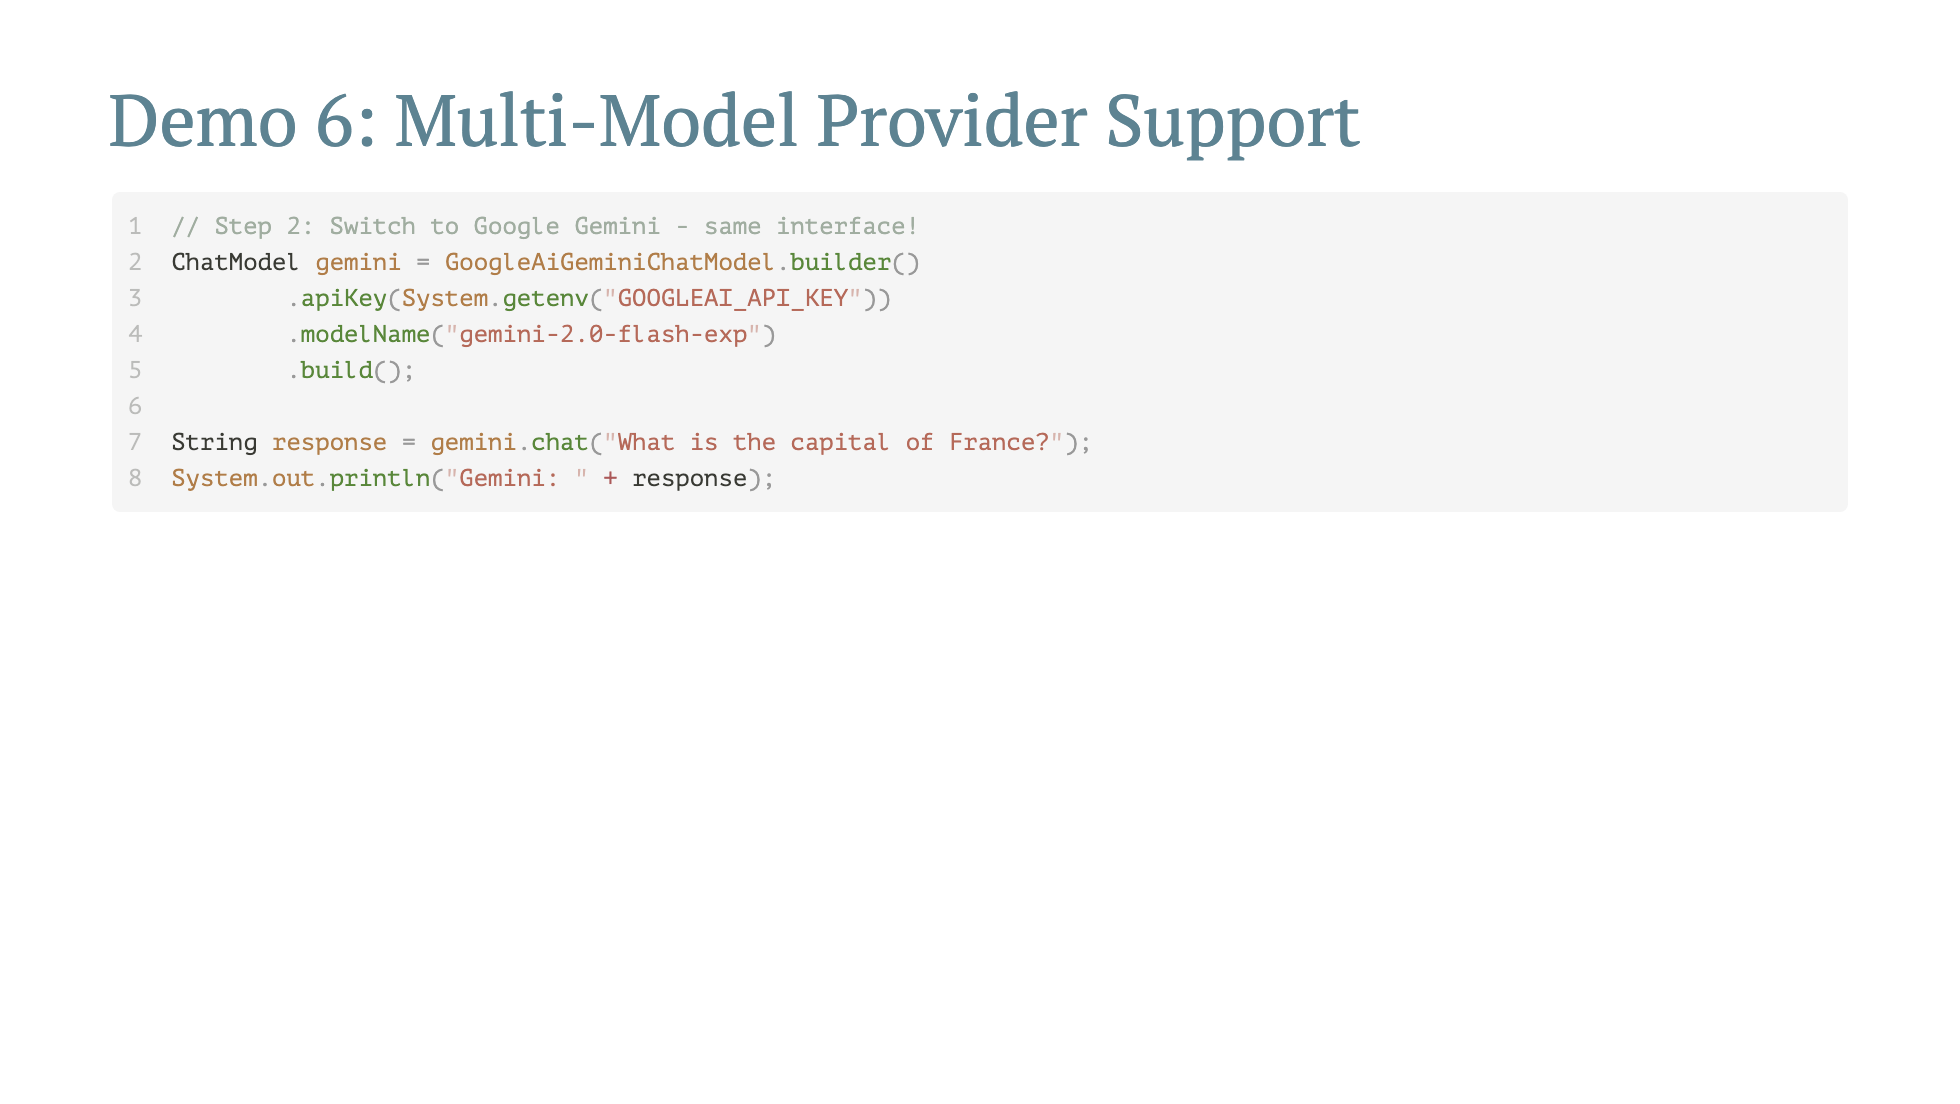 Demo 6: Multi-Model Provider Support
1 // Step 2: Switch to Google Gemini - same interface!
2 ChatModel gemini = GoogleAiGeminiChatModel.builder()
3         .apiKey(System.getenv("GOOGLEAI_API_KEY"))
4         .modelName("gemini-2.0-flash-exp")
5         .build();
6
7 String response = gemini.chat("What is the capital of France?");
8 System.out.println("Gemini: " + response);